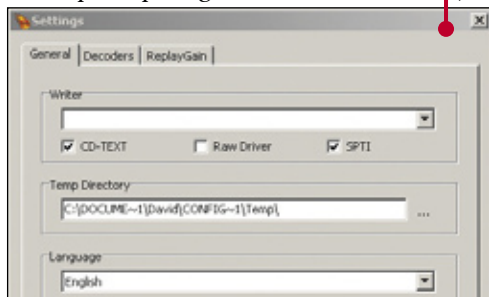 Settings
General Decoders ReplayGain
Writer
CD-TEXT Raw Driver SPTI
Temp Directory
C:\DOCUME~1\David\CONFIG~1\Temp\
...
Language
English